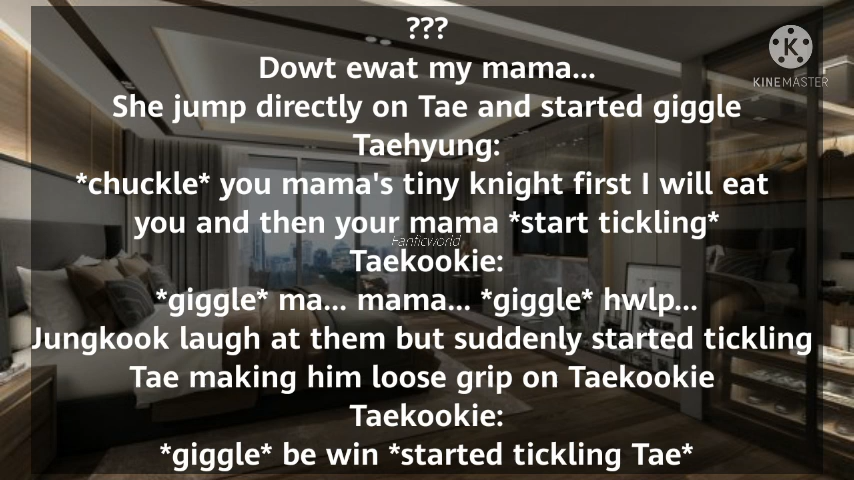 ???
Dowt ewat my mama...
KINEMASTER
She jump directly on Tae and started giggle
Taehyung:
*chuckle* you mama's tiny knight first I will eat
you and then your mama *start tickling*
Fanficworld
Taekookie:
*giggle* ma... mama... *giggle* hwlp...
Jungkook laugh at them but suddenly started tickling
Tae making him loose grip on Taekookie
Taekookie:
*giggle* be win *started tickling Tae*